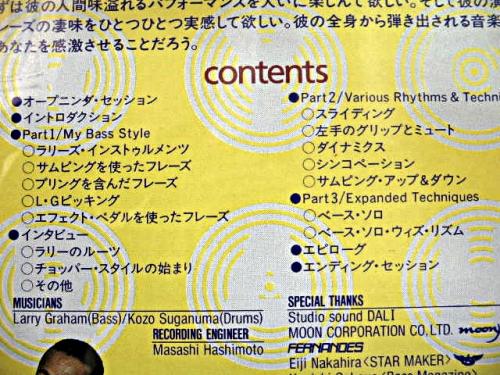 ずは彼の人間味溢れるパフォーマンスを大いに楽しんで欲しい。そして彼の演
レーズの凄味をひとつひとつ実感して欲しい。彼の全身から弾き出される音楽
あなたを感激させることだろう。
contents
●オープニンダ・セッション
●イントロダクション
●Part1/My Bass Style
○ラリーズ・インストゥルメンツ
○サムピングを使ったフレーズ
○プリングを含んだフレーズ
○L・Gピッキング
○エフェクト・ペダルを使ったフレーズ
●インタビュー
○ラリーのルーツ
○チョッパー・スタイルの始まり
○その他
●Part2/Various Rhythms & Techni
○スライディング
○左手のグリップとミュート
○ダイナミクス
○シンコペーション
○サムピング・アップ&ダウン
●Part3/Expanded Techniques
○ベース・ソロ
○ベース・ソロ・ウィズ・リズム
●エピローグ
●エンディング・セッション
MUSICIANS
Larry Graham(Bass)/Kozo Suganuma(Drums)
RECORDING ENGINEER
Masashi Hashimoto
SPECIAL THANKS
Studio sound DALI
MOON CORPORATION CO,LTD. moon
FERNANDES
Eiji Nakahira<STAR MAKER>